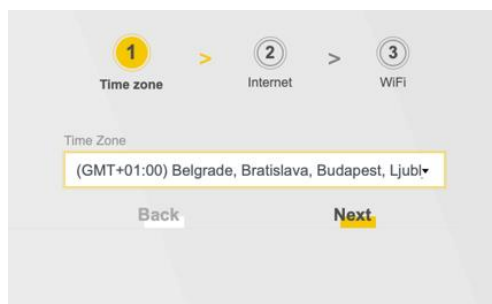 1 > 2 > 3
Time zone Internet WiFi
Time Zone
(GMT+01:00) Belgrade, Bratislava, Budapest, Ljubl
Back Next